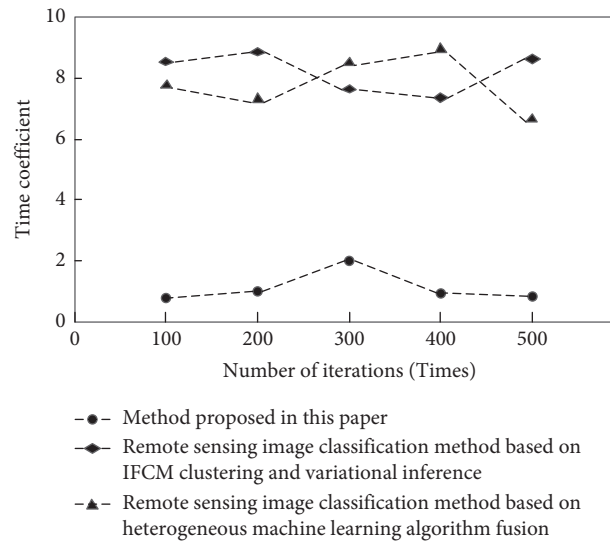 10
8
6
4
2
0
Time coefficient
0 100 200 300 400 500
Number of iterations (Times)
Method proposed in this paper
Remote sensing image classification method based on
IFCM clustering and variational inference
Remote sensing image classification method based on
heterogeneous machine learning algorithm fusion